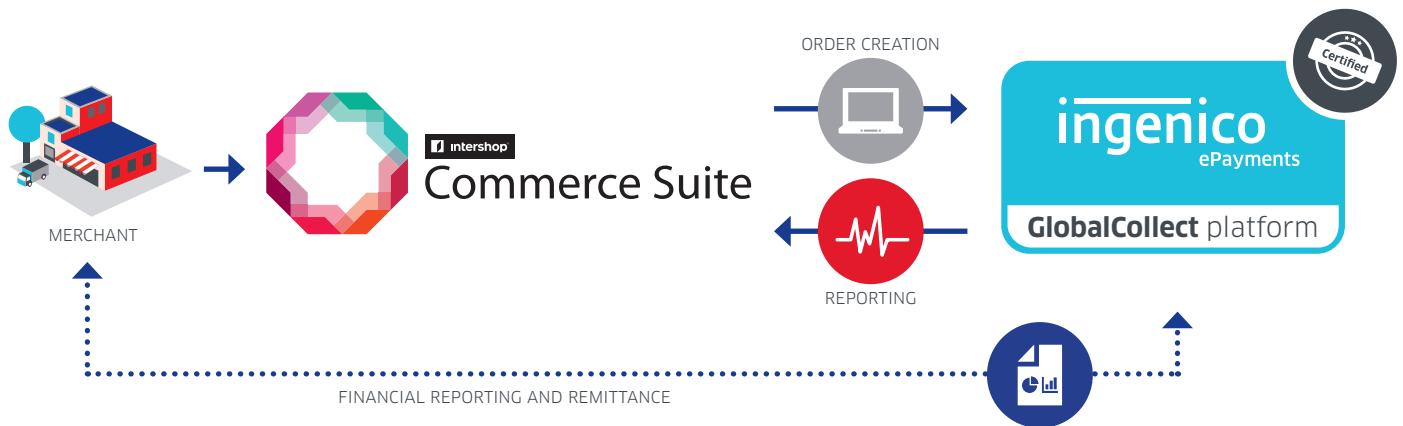 ORDER CREATION
Certified
ingenico
ePayments
intershop
Commerce Suite
GlobalCollect platform
MERCHANT
REPORTING
FINANCIAL REPORTING AND REMITTANCE